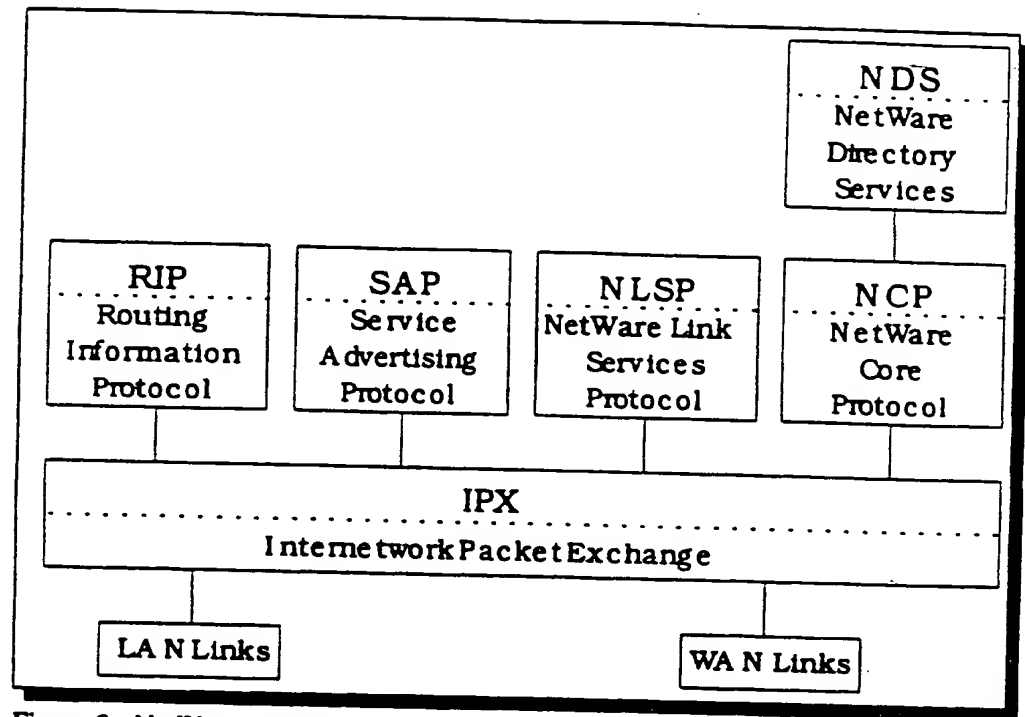 NDS
NetWare
Directory
Services
RIP
Routing
Information
Protocol
SAP
Service
Advertising
Protocol
NLSP
NetWare Link
Services
Protocol
NCP
NetWare
Core
Protocol
IPX
Internetwork Packet Exchange
LAN Links
WAN Links